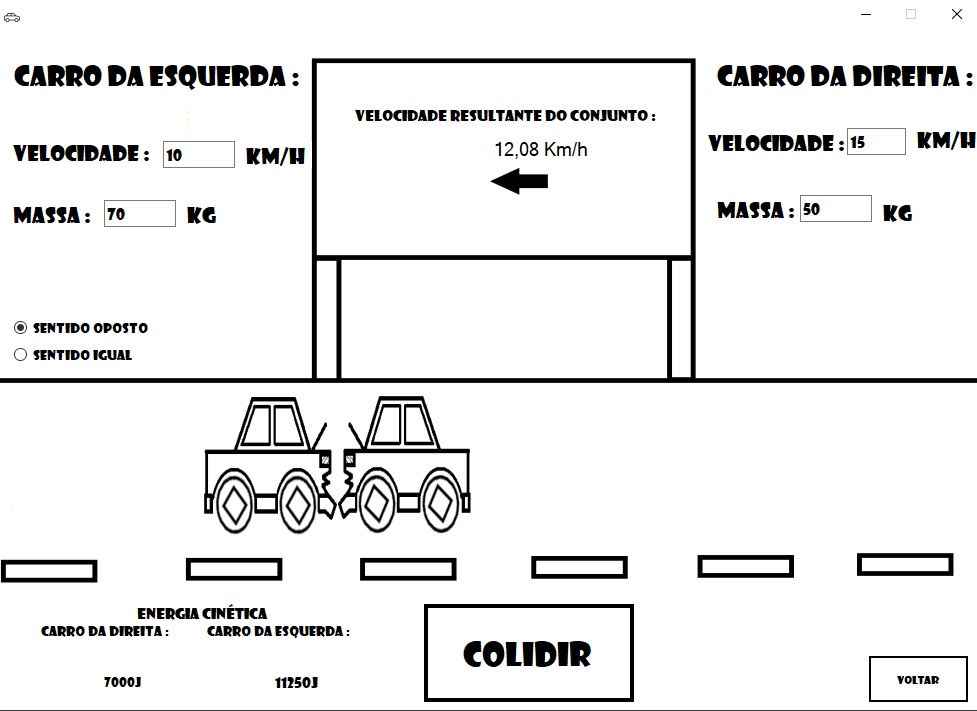 CARRO DA ESQUERDA :
VELOCIDADE : 10 KM/H
MASSA : 70 KG
SENTIDO OPOSTO
SENTIDO IGUAL
VELOCIDADE RESULTANTE DO CONJUNTO :
12,08 Km/h
CARRO DA DIREITA :
VELOCIDADE : 15 KM/H
MASSA : 50 KG
ENERGIA CINÉTICA
CARRO DA DIREITA : CARRO DA ESQUERDA :
7000J 11250J
COLIDIR
VOLTAR